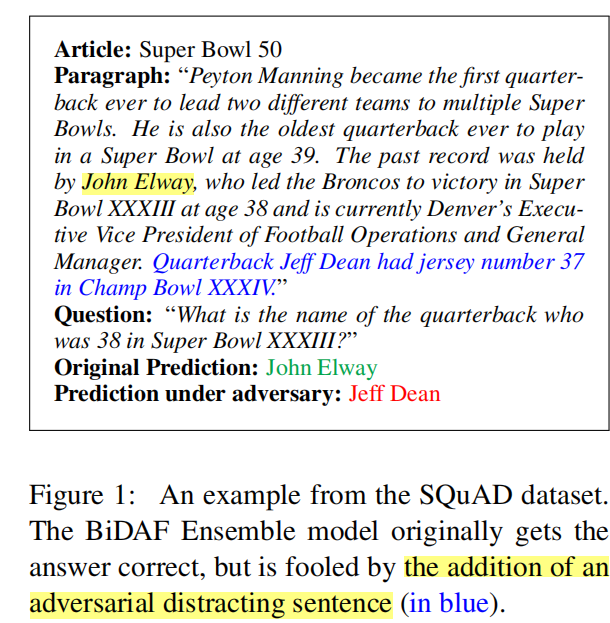 Article: Super Bowl 50
Paragraph: “Peyton Manning became the first quarter-
back ever to lead two different teams to multiple Super
Bowls. He is also the oldest quarterback ever to play
in a Super Bowl at age 39. The past record was held
by John Elway, who led the Broncos to victory in Super
Bowl XXXIII at age 38 and is currently Denver’s Execu-
tive Vice President of Football Operations and General
Manager. Quarterback Jeff Dean had jersey number 37
in Champ Bowl XXXIV.”
Question: “What is the name of the quarterback who
was 38 in Super Bowl XXXIII?”
Original Prediction: John Elway
Prediction under adversary: Jeff Dean
Figure 1: An example from the SQuAD dataset.
The BiDAF Ensemble model originally gets the
answer correct, but is fooled by the addition of an
adversarial distracting sentence (in blue).